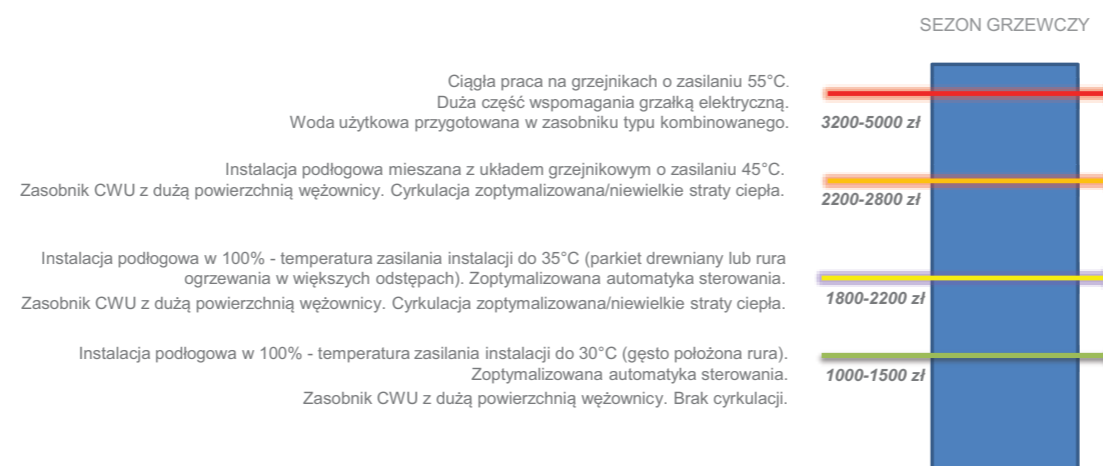 SEZON GRZEWCZY
Ciągła praca na grzejnikach o zasilaniu 55°C.
Duża część wspomagania grzałką elektryczną.
Woda użytkowa przygotowana w zasobniku typu kombinowanego.
3200-5000 zł
Instalacja podłogowa mieszana z układem grzejnikowym o zasilaniu 45°C.
Zasobnik CWU z dużą powierzchnią wężownicy. Cyrkulacja zoptymalizowana/niewielkie straty ciepła.
2200-2800 zł
Instalacja podłogowa w 100% - temperatura zasilania instalacji do 35°C (parkiet drewniany lub rura
ogrzewania w większych odstępach). Zoptymalizowana automatyka sterowania.
Zasobnik CWU z dużą powierzchnią wężownicy. Cyrkulacja zoptymalizowana/niewielkie straty ciepła.
1800-2200 zł
Instalacja podłogowa w 100% - temperatura zasilania instalacji do 30°C (gęsto położona rura).
Zoptymalizowana automatyka sterowania.
Zasobnik CWU z dużą powierzchnią wężownicy. Brak cyrkulacji.
1000-1500 zł